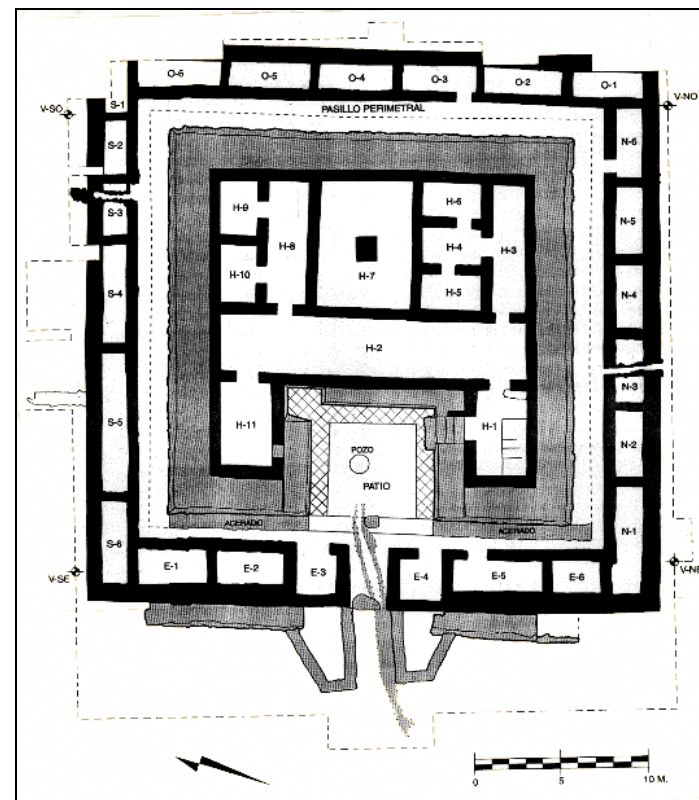 O-6
O-5
O-4
O-3
O-2
O-1
V-SO
S-1
PASILLO PERIMETRAL
V-NO
S-2
N-6
H-9
H-6
S-3
H-8
H-4
H-3
N-5
H-10
H-7
H-5
S-4
N-4
H-2
N-3
S-5
H-11
H-1
N-2
POZO
PATIO
ACERADO
ACERADO
N-1
S-6
E-1
E-2
E-3
E-4
E-5
E-6
V-SE
V-NE
0
5
10 M.